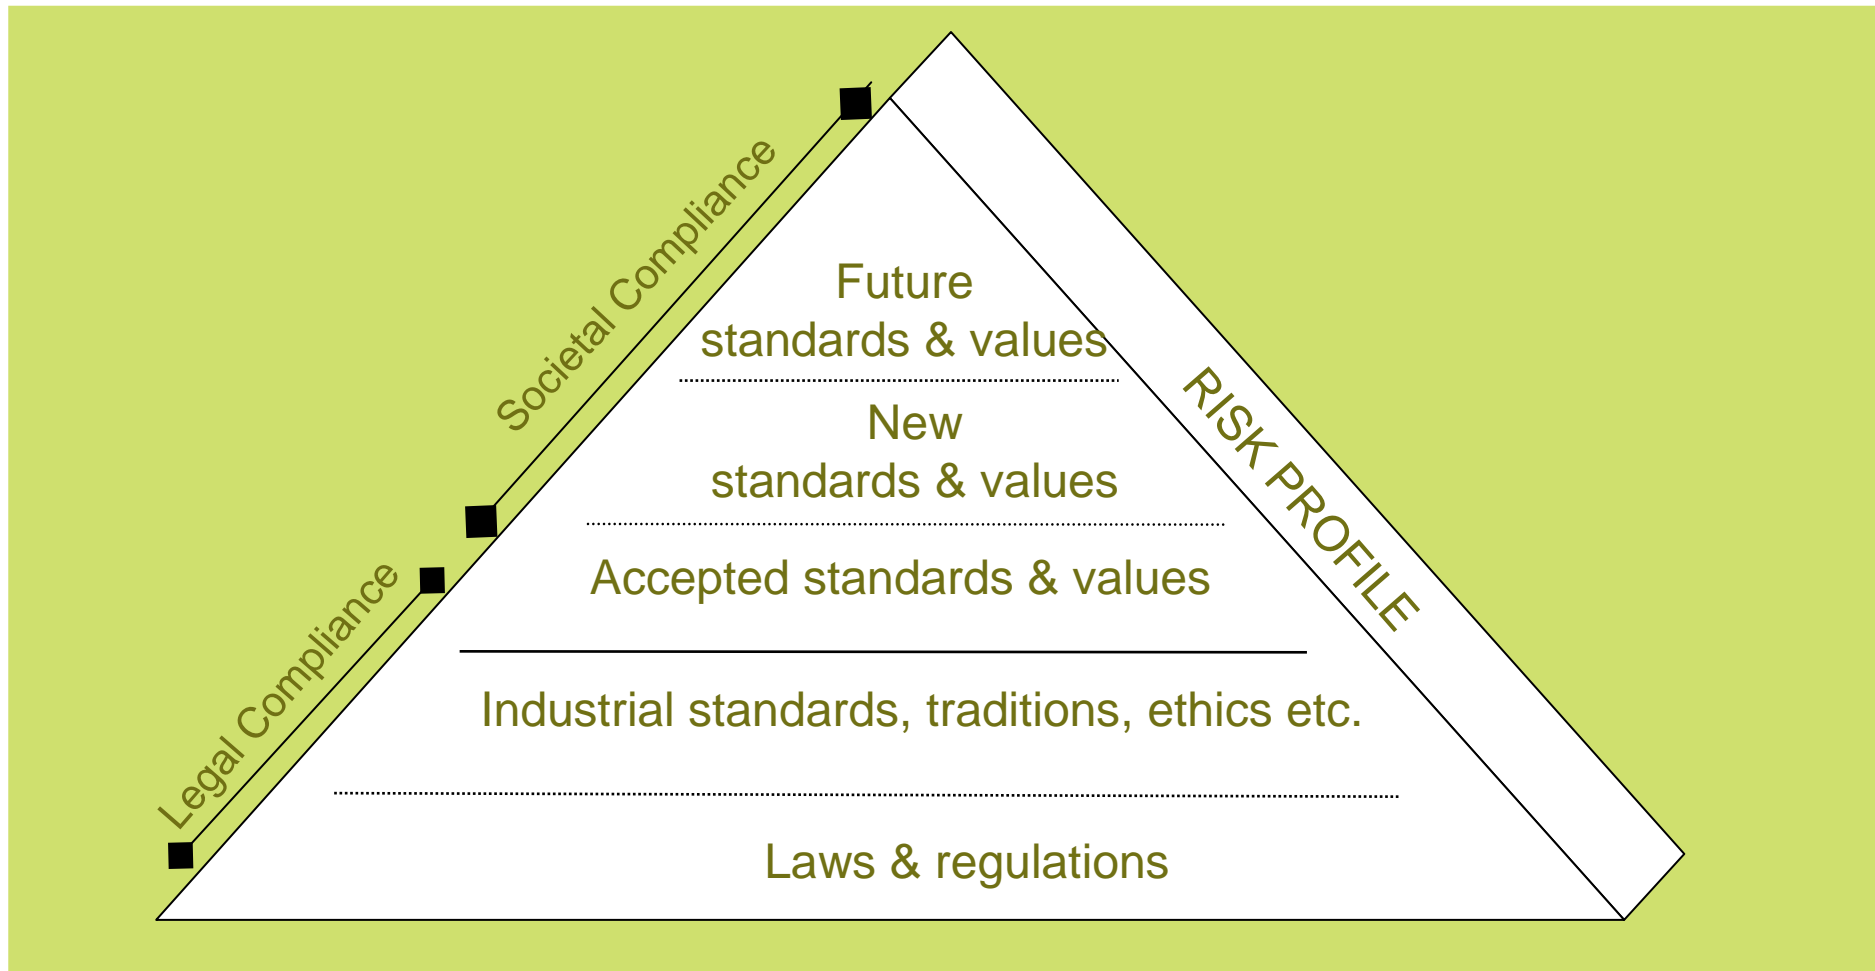 Societal Compliance
Legal Compliance
Future
standards & values
New
standards & values
Accepted standards & values
Industrial standards, traditions, ethics etc.
Laws & regulations
RISK PROFILE